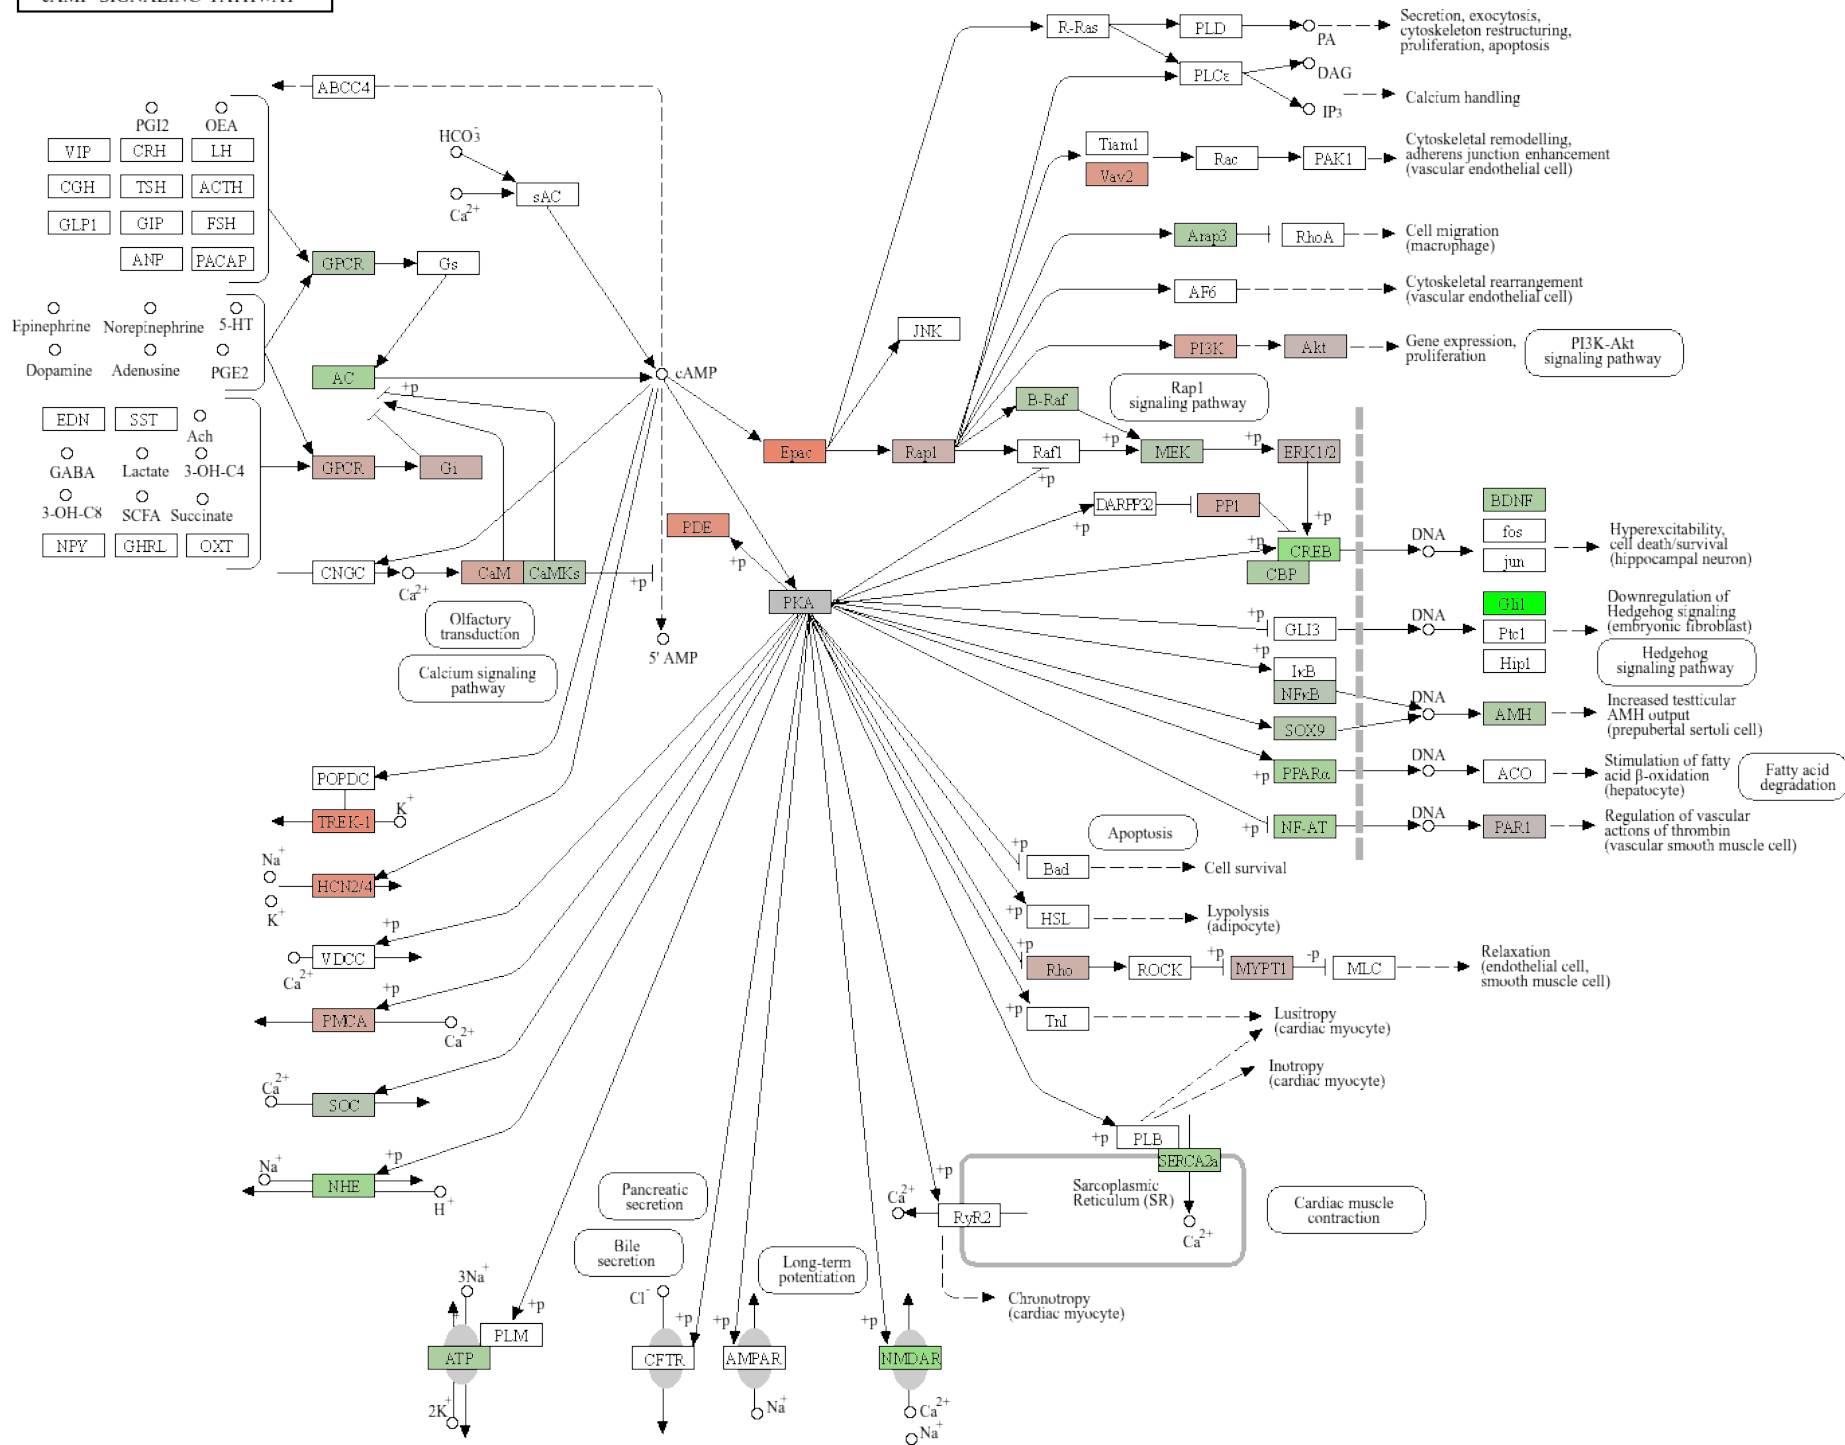 cAMP SIGNALING PATHWAY
R-Ras
PLD
PA
Secretion, exocytosis,
cytoskeleton restructuring,
proliferation, apoptosis
PLCε
DAG
IP3
Calcium handling
ABCC4
PGI2
OEA
VIP
CRH
LH
CGH
TSH
ACTH
GLP1
GIP
FSH
ANP
PACAP
HCO3-
Ca2+
sAC
GPCR
Gs
Tiam1
Vav2
Rac
PAK1
Cytoskeletal remodelling,
adherens junction enhancement
(vascular endothelial cell)
Arap3
RhoA
Cell migration
(macrophage)
AF6
Cytoskeletal rearrangement
(vascular endothelial cell)
Epinephrine
Norepinephrine
5-HT
Dopamine
Adenosine
PGE2
JNK
PI3K
Akt
Gene expression,
proliferation
PI3K-Akt
signaling pathway
AC
+p
cAMP
Rap1
signaling pathway
B-Raf
EDN
SST
Ach
GABA
Lactate
3-OH-C4
3-OH-C8
SCFA
Succinate
NPY
GHRL
OXT
GPCR
Gi
Epac
Rap1
Raf1
+p
MEK
+p
ERK1/2
+p
DARPP32
+p
PP1
+p
PDE
+p
CNGC
Ca2+
CaM
CaMKs
+p
Olfactory
transduction
Calcium signaling
pathway
5' AMP
PKA
+p
CREB
CBP
DNA
BDNF
fos
jun
Hyperexcitability,
cell death/survival
(hippocampal neuron)
+p
GLI3
DNA
Gli1
Ptc1
Hip1
Downregulation of
Hedgehog signaling
(embryonic fibroblast)
Hedgehog
signaling pathway
+p
IκB
NFκB
SOX9
DNA
AMH
Increased testticular
AMH output
(prepubertal sertoli cell)
+p
PPARα
DNA
ACO
Stimulation of fatty
acid β-oxidation
(hepatocyte)
Fatty acid
degradation
+p
NF-AT
DNA
PAR1
Regulation of vascular
actions of thrombin
(vascular smooth muscle cell)
POPDC
TREK-1
K+
Na+
HCN2/4
K+
+p
VDCC
Ca2+
+p
PMCA
Ca2+
Ca2+
SOC
+p
Na+
NHE
H+
Apoptosis
+p
Bad
Cell survival
+p
HSL
Lypolysis
(adipocyte)
+p
Rho
ROCK
+p
MYPT1
-p
MLC
Relaxation
(endothelial cell,
smooth muscle cell)
+p
TnI
Lusitropy
(cardiac myocyte)
Inotropy
(cardiac myocyte)
+p
PLB
SERCA2a
Sarcoplasmic
Reticulum (SR)
Ca2+
+p
Ca2+
RyR2
Cardiac muscle
contraction
Chronotropy
(cardiac myocyte)
Pancreatic
secretion
Bile
secretion
Long-term
potentiation
3Na+
+p
PLM
ATP
2K+
Cl-
+p
CFTR
+p
AMPAR
Na+
+p
NMDAR
Ca2+
Na+